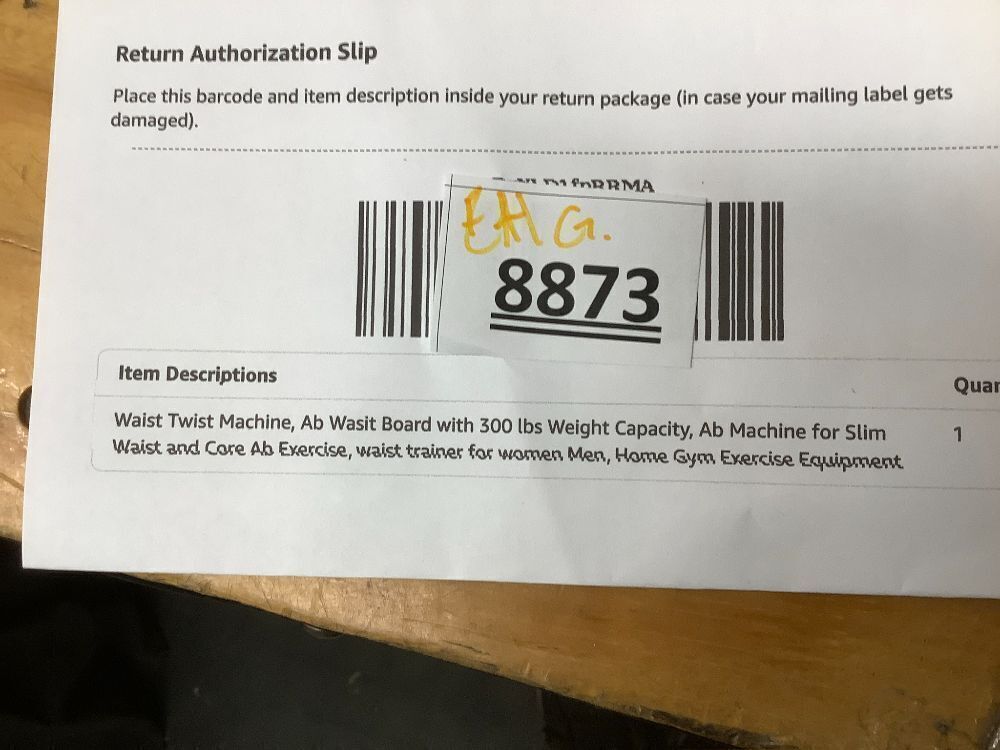 Return Authorization Slip
Place this barcode and item description inside your return package (in case your mailing label gets
damaged).
EH G.
8873
Item Descriptions
Waist Twist Machine, Ab Wasit Board with 300 lbs Weight Capacity, Ab Machine for Slim
1
Waist and Core Ab Exercise, waist trainer for women Men, Home Gym Exercise Equipment